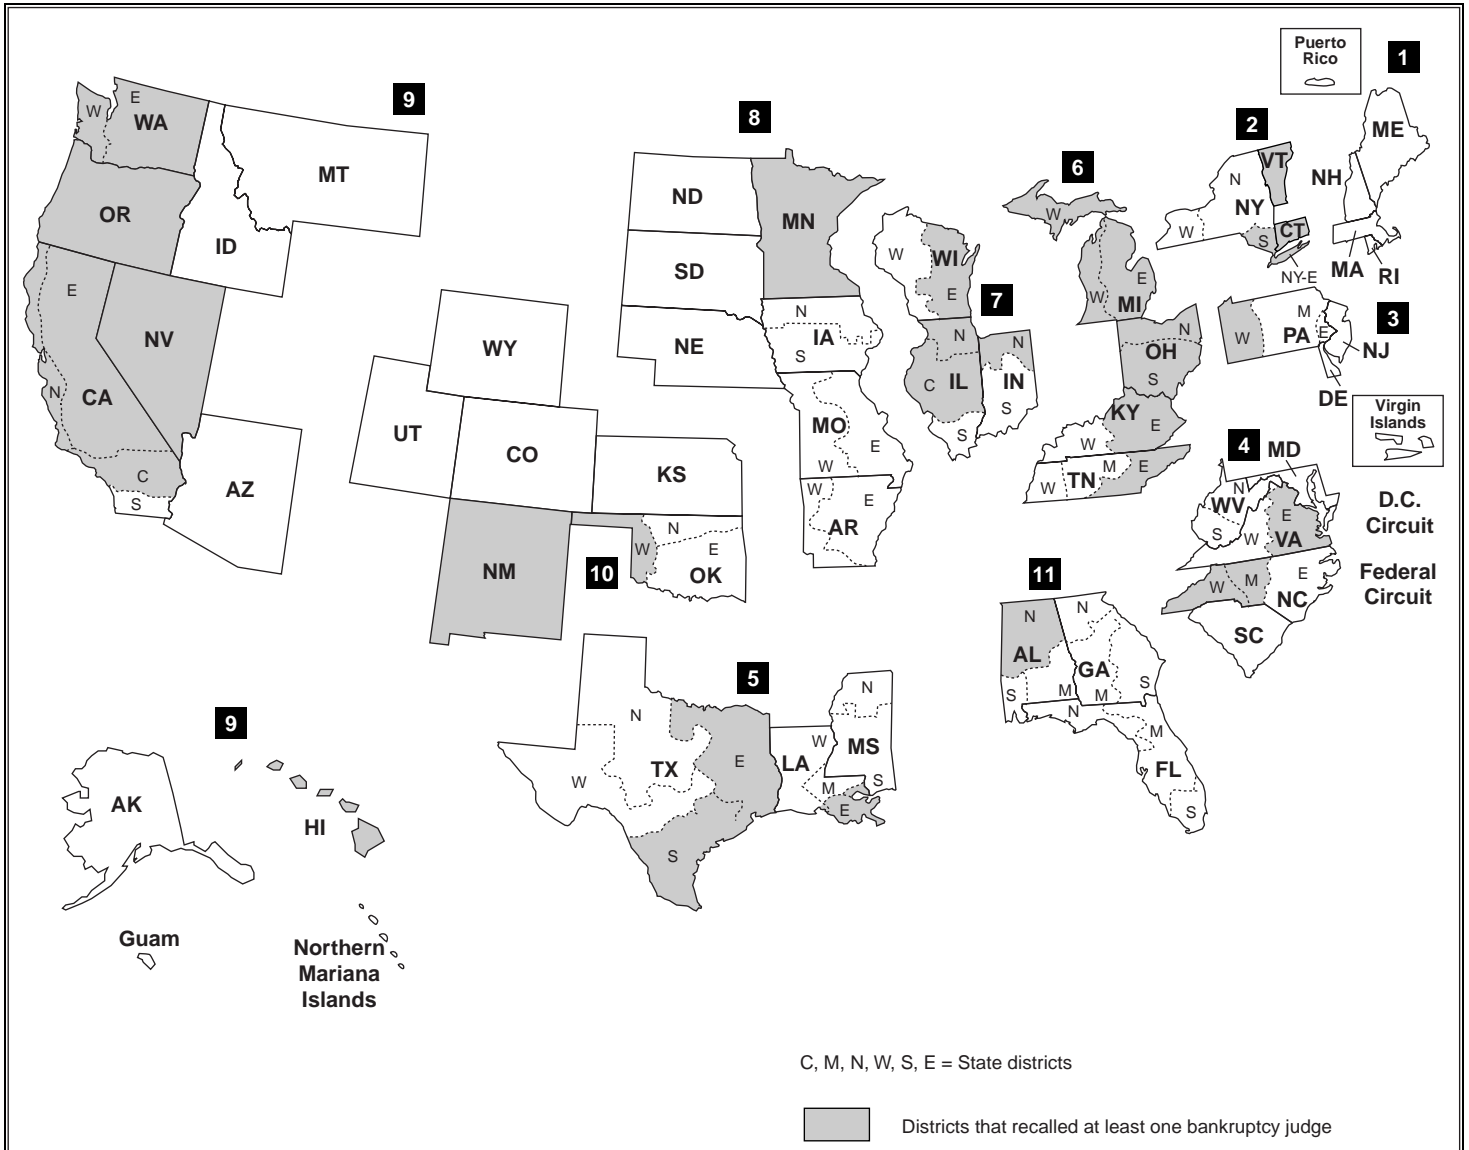 Puerto
Rico
1
ME
NH
MA
RI
2
VT
N
NY
W
S
CT
NY-E
9
W
E
WA
MT
OR
ID
E
NV
N
CA
C
S
AZ
8
ND
MN
SD
NE
N
IA
S
MO
E
W
W
E
AR
6
W
E
W
MI
N
OH
S
KY
E
W
M
E
W
TN
W
WI
E
7
N
N
C
IL
IN
S
S
M
W
PA
E
3
NJ
DE
Virgin
Islands
WY
UT
CO
KS
NM
10
N
W
E
OK
4
MD
N
WV
S
E
W
VA
W
M
E
NC
SC
D.C.
Circuit
Federal
Circuit
11
N
N
AL
GA
S
M
M
S
N
M
FL
S
5
N
TX
E
W
S
W
LA
M
E
N
MS
S
9
AK
HI
Guam
Northern
Mariana
Islands
C, M, N, W, S, E = State districts
Districts that recalled at least one bankruptcy judge